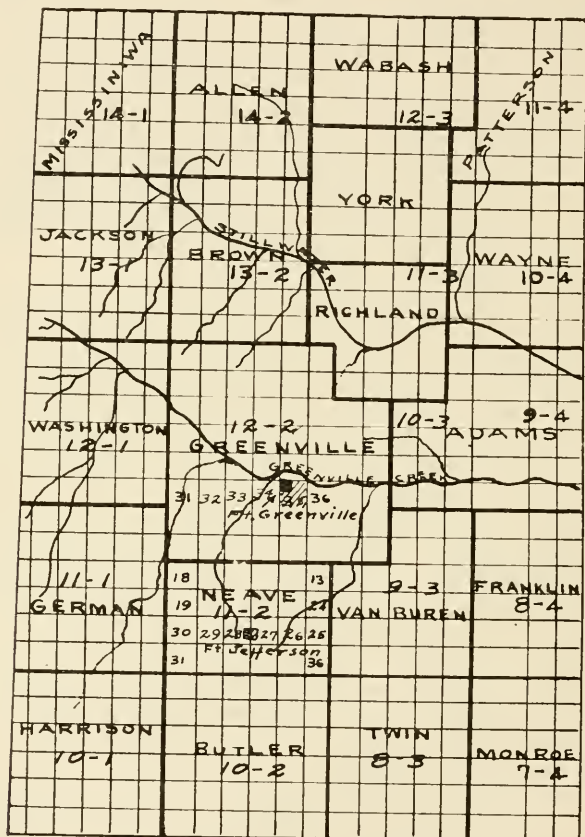 WABASH
12-3
ALLEN
14-2
MISSISSINIWA
14-1
11-4
PATTERSON
YORK
11-3
JACKSON
13-1
STILLWATER
BROWN
13-2
WAYNE
10-4
RICHLAND
WASHINGTON
12-1
12-2
GREENVILLE
10-3
9-4
ADAMS
GREENVILLE CREEK
31 32 33 34 35 36
Ft. Greenville
11-1
GERMAN
18 13
NEAVE
19 11-2 24
30 29 28 27 26 25
Ft Jefferson
31 36
9-3
VAN BUREN
FRANKLIN
8-4
HARRISON
10-1
BUTLER
10-2
TWIN
8-3
MONROE
7-4